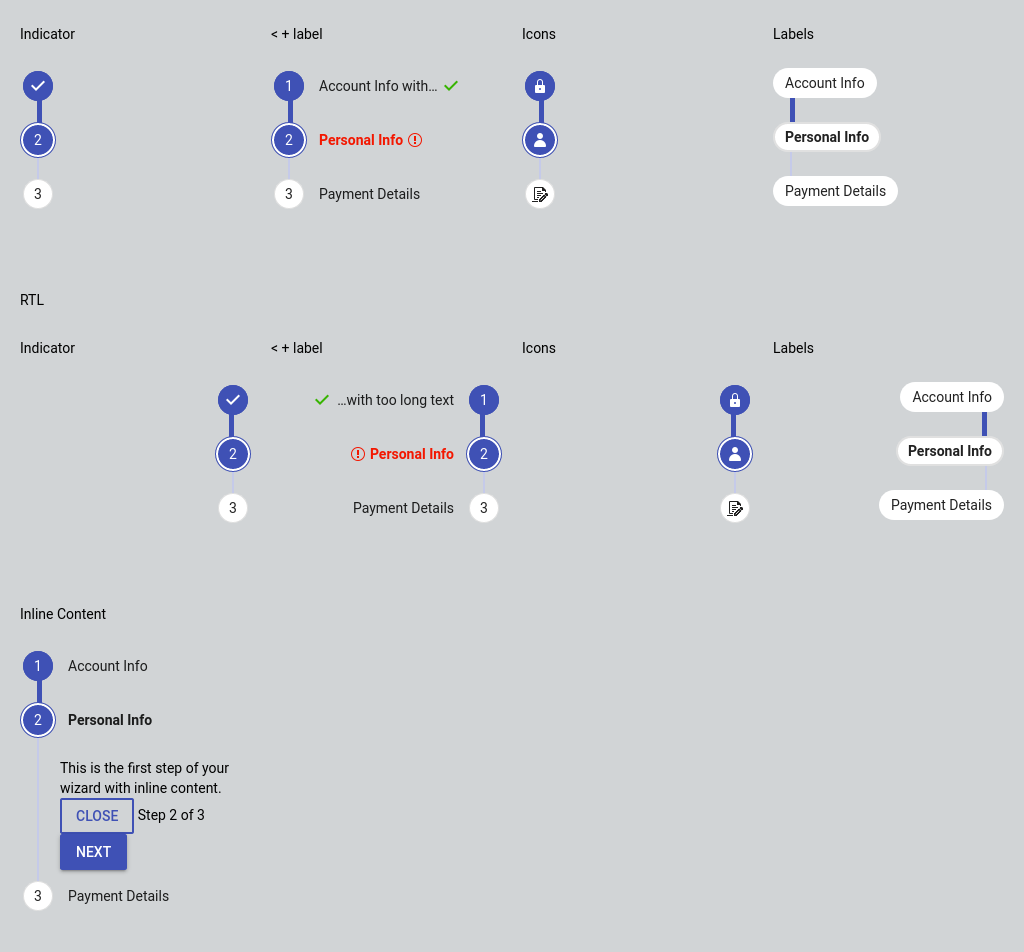 Indicator
< + label
Icons
Labels
2
3
1 Account Info with...
2 Personal Info
3 Payment Details
Account Info
Personal Info
Payment Details
RTL
Indicator
< + label
Icons
Labels
2
3
...with too long text 1
Personal Info 2
Payment Details 3
Account Info
Personal Info
Payment Details
Inline Content
1 Account Info
2 Personal Info
This is the first step of your
wizard with inline content.
CLOSE Step 2 of 3
NEXT
3 Payment Details